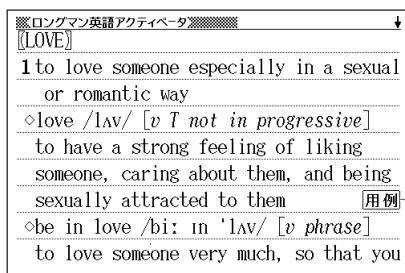 ロングマン英語アクティベータ
〖LOVE〗
1 to love someone especially in a sexual
or romantic way
◇love /lʌv/ [v T not in progressive]
to have a strong feeling of liking
someone, caring about them, and being
sexually attracted to them 用例
◇be in love /biː ɪn ˈlʌv/ [v phrase]
to love someone very much, so that you